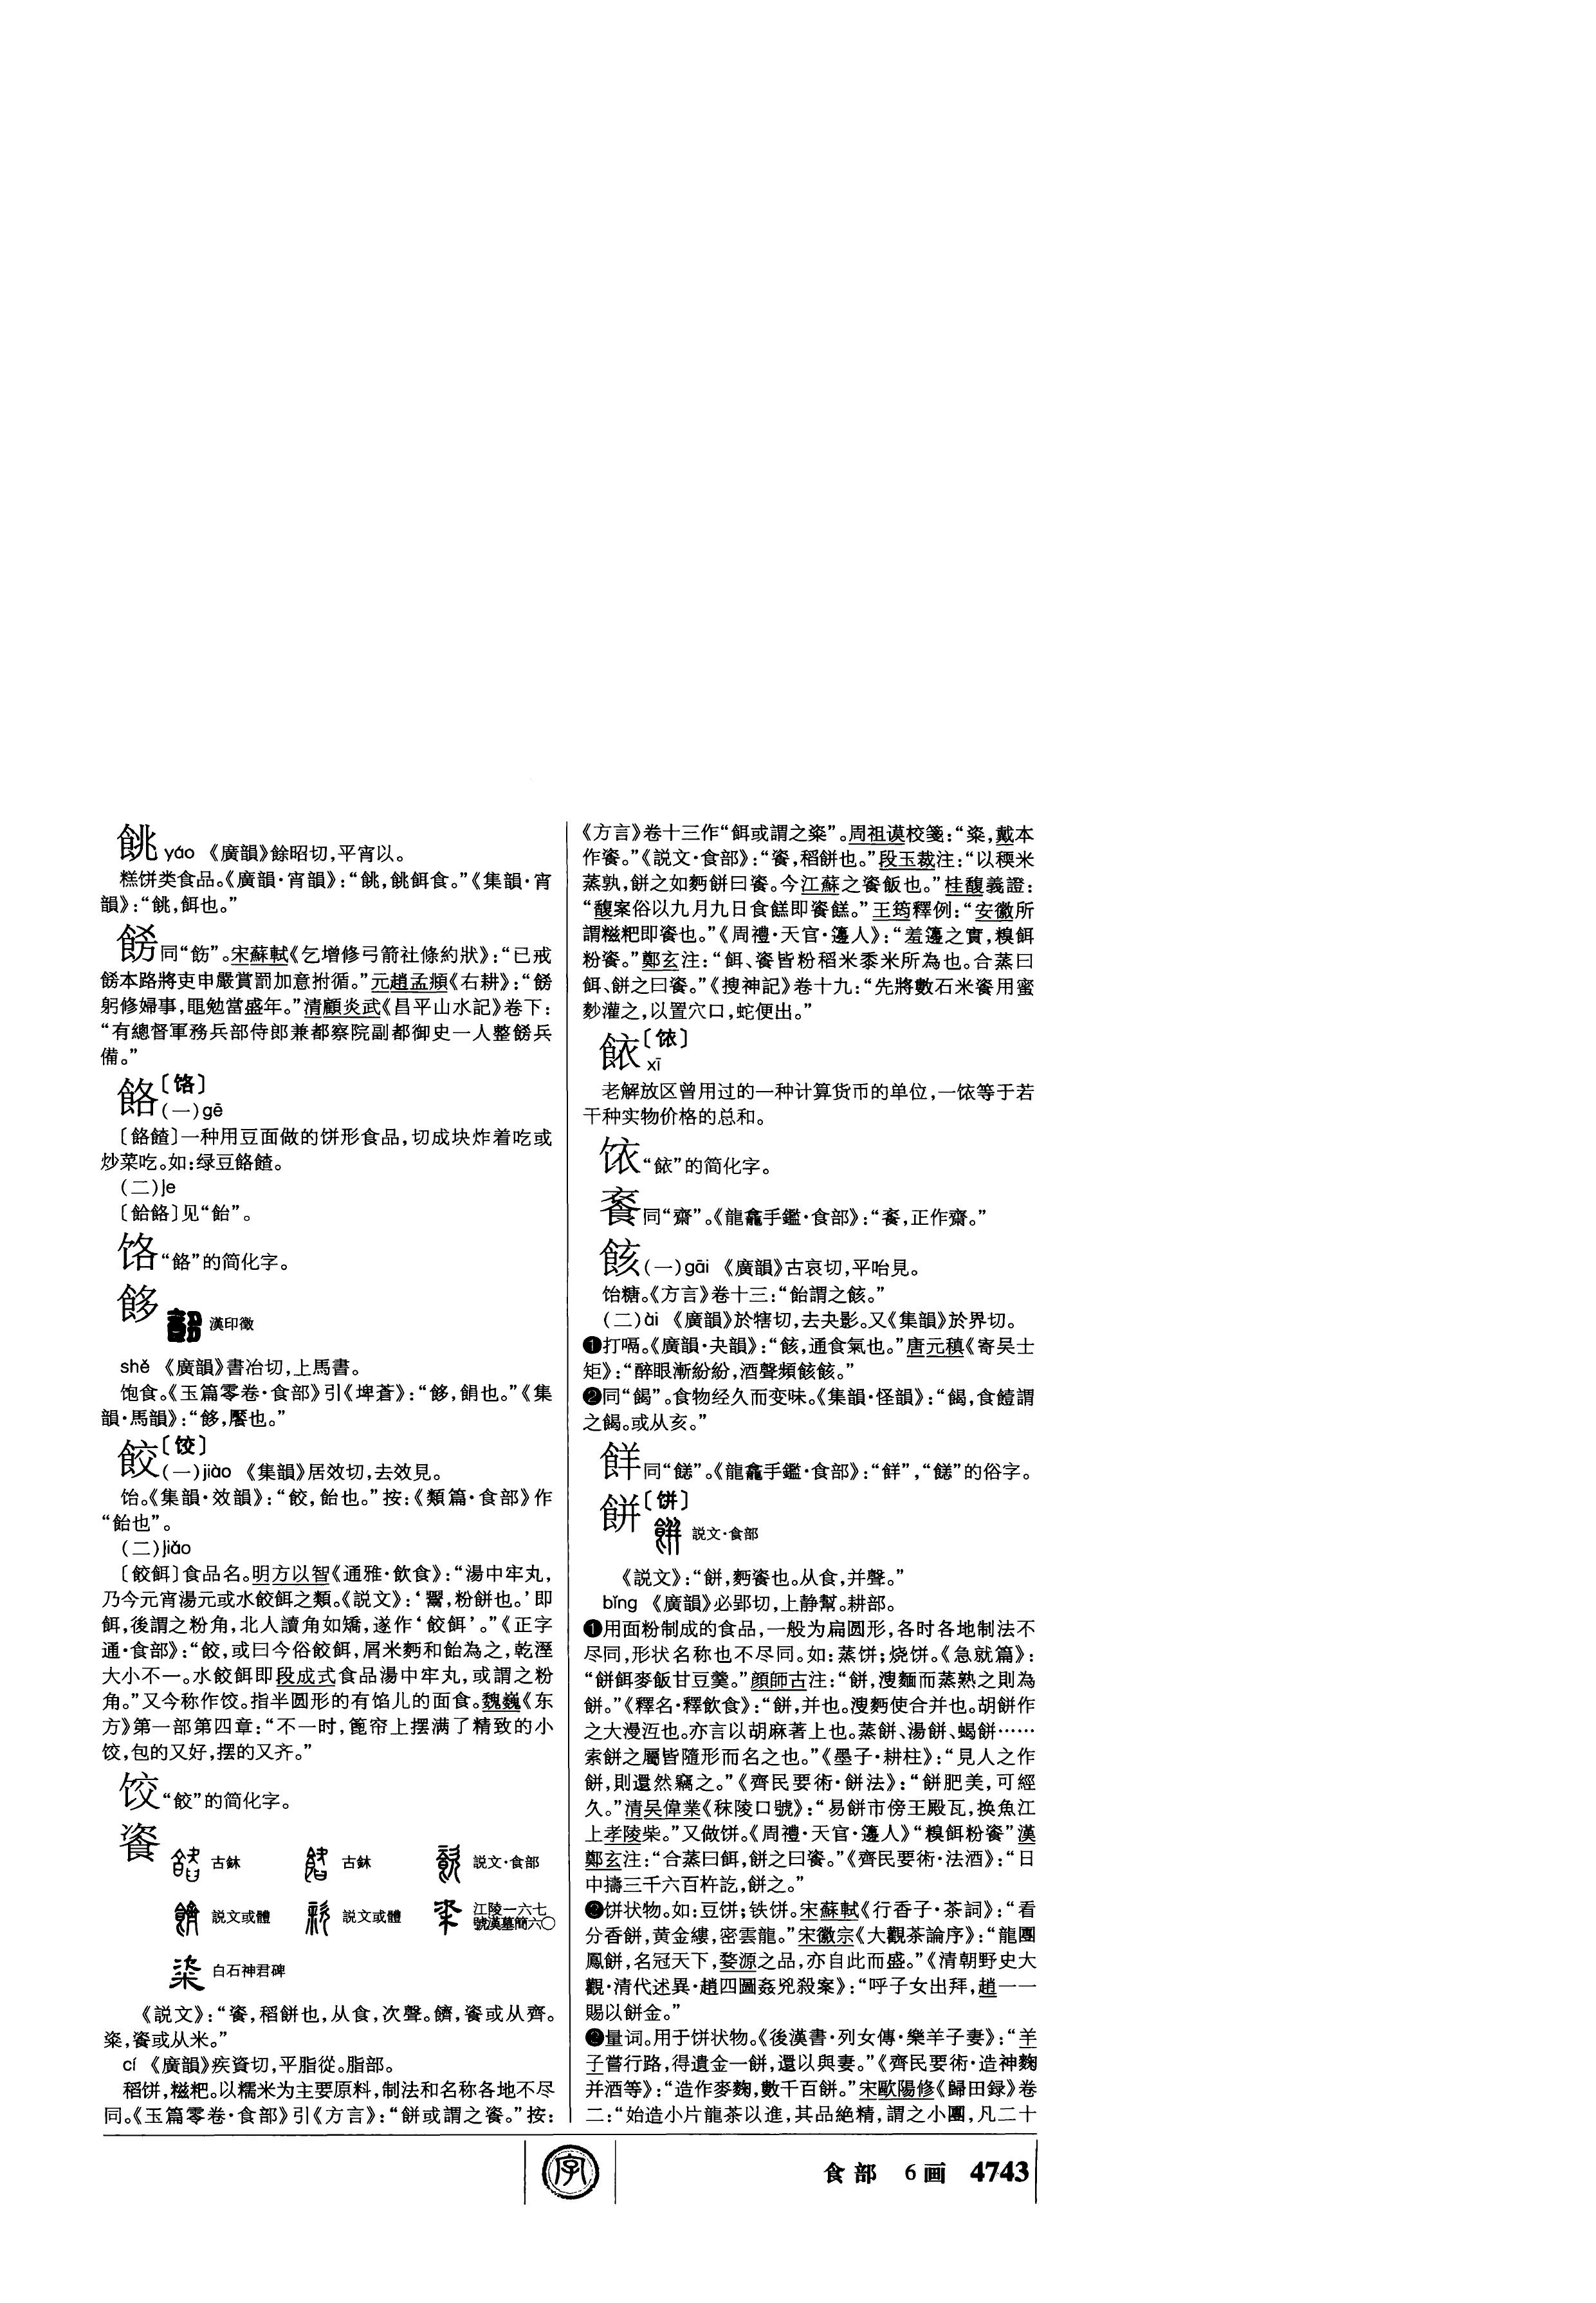 餆 yáo 《廣韻》餘昭切，平宵以。
糕饼类食品。《廣韻·宵韻》：“䬰，䬰餌食。”《集韻·宵
韻》：“䬰，餌也。”
同“飭”。宋蘇軾《乞增修弓箭社條約狀》：“已戒
本路將吏申嚴賞罰加意拊循。”元趙孟頫《右耕》：“
躬修婦事，黽勉當盛年。”清顧炎武《昌平山水記》卷下：
“有總督軍務兵部侍郎兼都察院副都御史一人整兵
備。”
餎〔饹〕
(一)gē
〔餎馇〕一种用豆面做的饼形食品，切成块炸着吃或
炒菜吃。如：绿豆餎馇。
(二)le
〔餄餎〕见“餄”。
饹“餎”的简化字。
䬷 漢印徵
shě 《廣韻》書冶切，上馬書。
饱食。《玉篇零卷·食部》引《埤蒼》：“䬷，餇也。”《集
韻·馬韻》：“䬷，饜也。”
餃〔饺〕
(一)jiào 《集韻》居效切，去效見。
饴。《集韻·效韻》：“餃，飴也。”按：《類篇·食部》作
“飴也”。
(二)jiǎo
〔餃餌〕食品名。明方以智《通雅·飲食》：“湯中牢丸，
乃今元宵湯元或水餃餌之類。《説文》：‘鬻，粉餅也。’即
餌，後謂之粉角，北人讀角如矯，遂作‘餃餌’。”《正字
通·食部》：“餃，或曰今俗餃餌，屑米麪和飴為之，乾溼
大小不一。水餃餌即段成式食品湯中牢丸，或謂之粉
角。”又今称作饺。指半圆形的有馅儿的面食。魏巍《东
方》第一部第四章：“不一时，篦帘上摆满了精致的小
饺，包的又好，摆的又齐。”
饺“餃”的简化字。
餈 古鉥 古鉥 説文·食部
説文或體 説文或體 江陵一六七
號漢墓簡六〇
白石神君碑
《説文》：“餈，稻餅也，从食，次聲。䭣，餈或从齊。
粢，餈或从米。”
cí 《廣韻》疾資切，平脂從。脂部。
稻饼，糍粑。以糯米为主要原料，制法和名称各地不尽
同。《玉篇零卷·食部》引《方言》：“餅或謂之餈。”按：
《方言》卷十三作“餌或謂之粢”。周祖谟校箋：“粢，戴本
作餈。”《説文·食部》：“餈，稻餅也。”段玉裁注：“以稬米
蒸孰，餅之如麪餅曰餈。今江蘇之餈飯也。”桂馥義證：
“馥案俗以九月九日食餻即餈餻。”王筠釋例：“安徽所
謂糍粑即餈也。”《周禮·天官·籩人》：“羞籩之實，糗餌
粉餈。”鄭玄注：“餌、餈皆粉稻米黍米所為也。合蒸曰
餌、餅之曰餈。”《搜神記》卷十九：“先將數石米餈用蜜
麨灌之，以置穴口，蛇便出。”
餏〔饻〕
xī
老解放区曾用过的一种计算货币的单位，一饻等于若
干种实物价格的总和。
饻“餏”的简化字。
同“齋”。《龍龕手鑑·食部》：“，正作齋。”
餩(一)gāi 《廣韻》古哀切，平咍見。
饴糖。《方言》卷十三：“飴謂之䬵。”
(二)ài 《廣韻》於犗切，去夬影。又《集韻》於界切。
❶打嗝。《廣韻·夬韻》：“䬵，通食氣也。”唐元稹《寄吴士
矩》：“醉眼漸紛紛，酒聲頻䬵䬵。”
❷同“餲”。食物经久而变味。《集韻·怪韻》：“餲，食饐謂
之餲。或从亥。”
䬺同“饈”。《龍龕手鑑·食部》：“䬺”，“”的俗字。
餅〔饼〕
説文·食部
《説文》：“餅，麪餈也。从食，并聲。”
bǐng 《廣韻》必郢切，上静幫。耕部。
❶用面粉制成的食品，一般为扁圆形，各时各地制法不
尽同，形状名称也不尽同。如：蒸饼；烧饼。《急就篇》：
“餅餌麥飯甘豆羹。”顔師古注：“餅，溲麵而蒸熟之則為
餅。”《釋名·釋飲食》：“餅，并也。溲麪使合并也。胡餅作
之大漫沍也。亦言以胡麻著上也。蒸餅、湯餅、蝎餅……
索餅之屬皆隨形而名之也。”《墨子·耕柱》：“見人之作
餅，則還然竊之。”《齊民要術·餅法》：“餅肥美，可經
久。”清吴偉業《秣陵口號》：“易餅市傍王殿瓦，换魚江
上孝陵柴。”又做饼。《周禮·天官·籩人》“糗餌粉餈”漢
鄭玄注：“合蒸曰餌，餅之曰餈。”《齊民要術·法酒》：“日
中擣三千六百杵訖，餅之。”
❷饼状物。如：豆饼；铁饼。宋蘇軾《行香子·茶詞》：“看
分香餅，黄金縷，密雲龍。”宋徽宗《大觀茶論序》：“龍團
鳳餅，名冠天下，婺源之品，亦自此而盛。”《清朝野史大
觀·清代述異·趙四圖姦兇殺案》：“呼子女出拜，趙一一
賜以餅金。”
❷量词。用于饼状物。《後漢書·列女傳·樂羊子妻》：“羊
子嘗行路，得遺金一餅，還以與妻。”《齊民要術·造神麴
并酒等》：“造作麥麴，數千百餅。”宋歐陽修《歸田録》卷
二：“始造小片龍茶以進，其品絶精，謂之小團，凡二十
字
食部 6画 4743